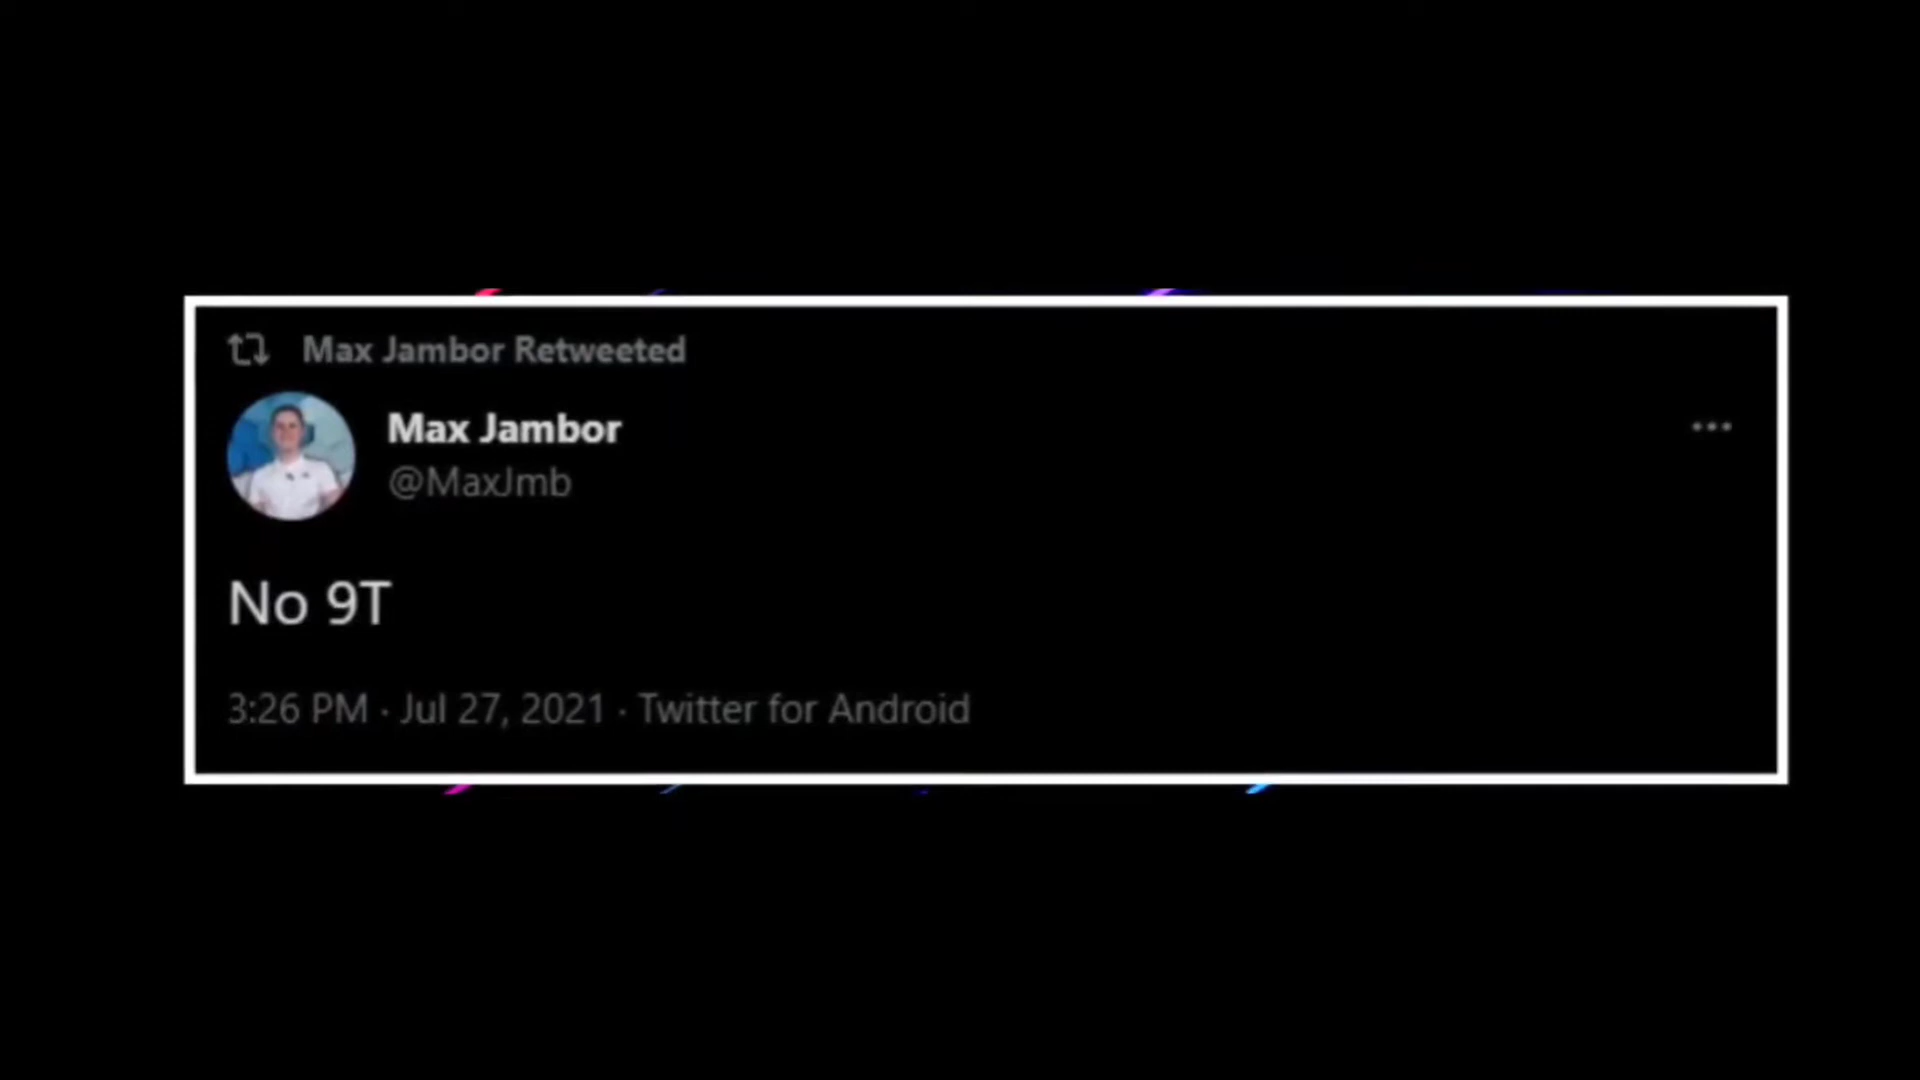 Max Jambor Retweeted
Max Jambor
@MaxJmb
No 9T
3:26 PM · Jul 27, 2021 · Twitter for Android